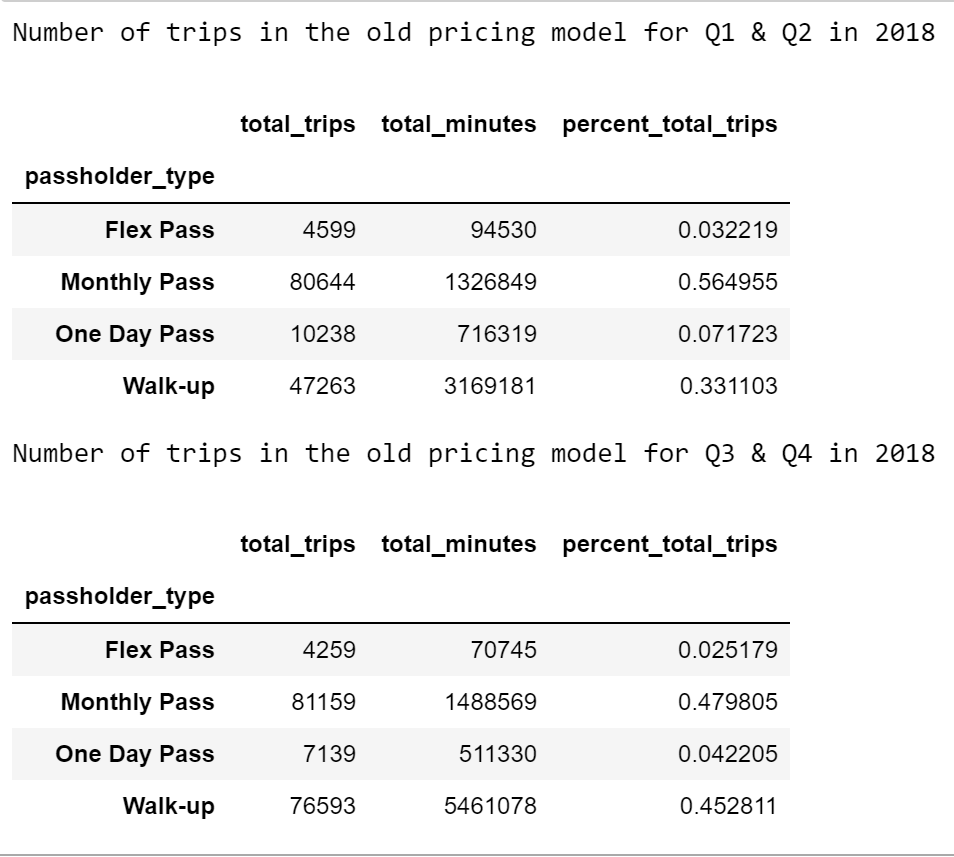 Number of trips in the old pricing model for Q1 & Q2 in 2018
total_trips total_minutes percent_total_trips
passholder_type
Flex Pass 4599 94530 0.032219
Monthly Pass 80644 1326849 0.564955
One Day Pass 10238 716319 0.071723
Walk-up 47263 3169181 0.331103
Number of trips in the old pricing model for Q3 & Q4 in 2018
total_trips total_minutes percent_total_trips
passholder_type
Flex Pass 4259 70745 0.025179
Monthly Pass 81159 1488569 0.479805
One Day Pass 7139 511330 0.042205
Walk-up 76593 5461078 0.452811